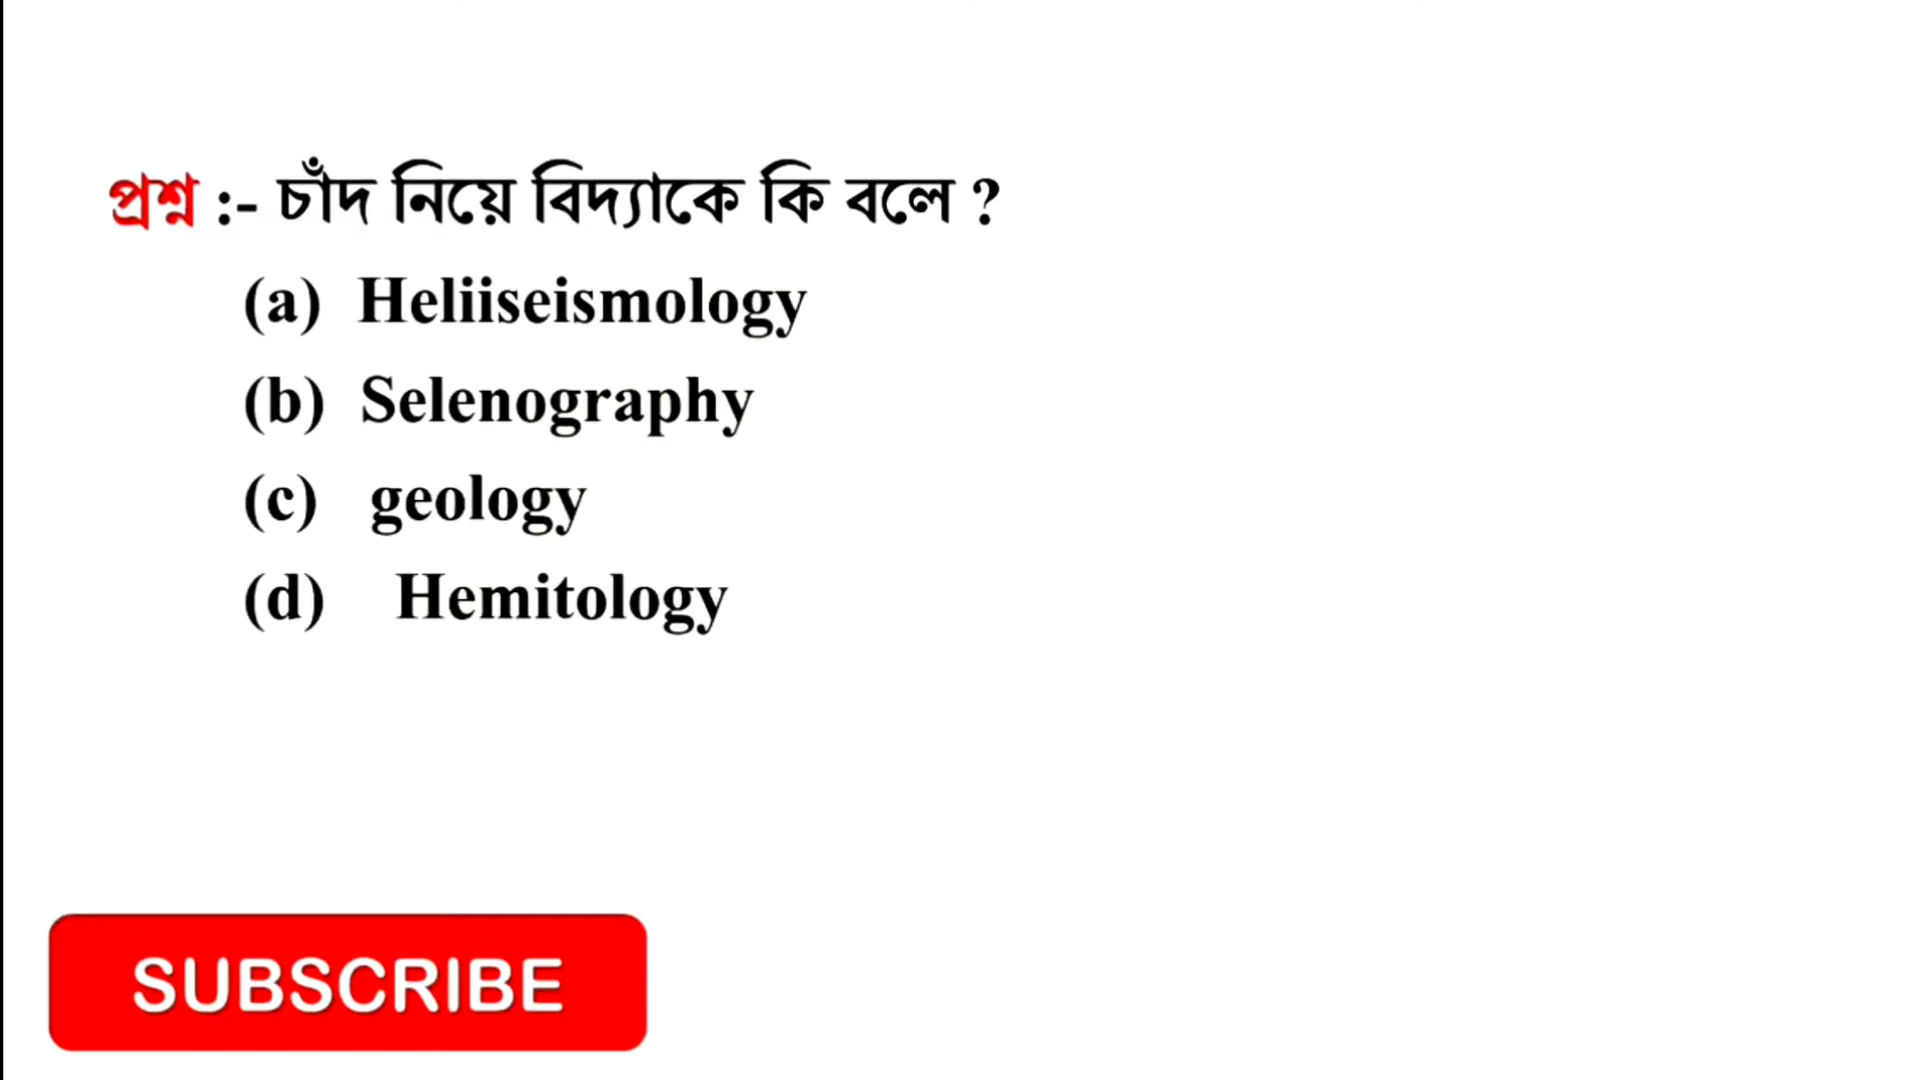 প্রশ্ন :- চাঁদ নিয়ে বিদ্যাকে কি বলে ?
(a) Heliiseismology
(b) Selenography
(c) geology
(d) Hemitology
SUBSCRIBE